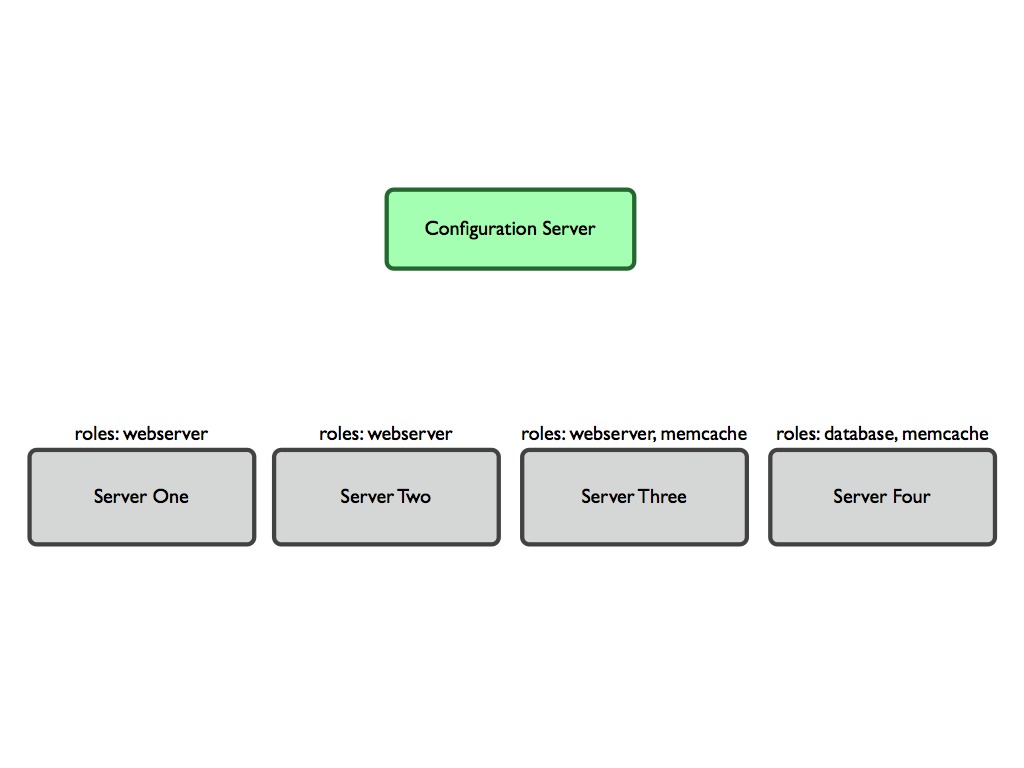 Configuration Server
roles: webserver
roles: webserver
roles: webserver, memcache
roles: database, memcache
Server One
Server Two
Server Three
Server Four